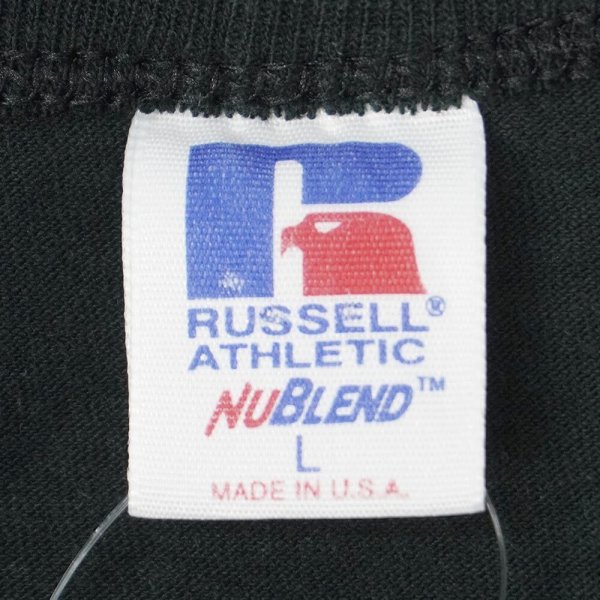 RUSSELL®
ATHLETIC
NUBLEND™
L
MADE IN U.S.A.